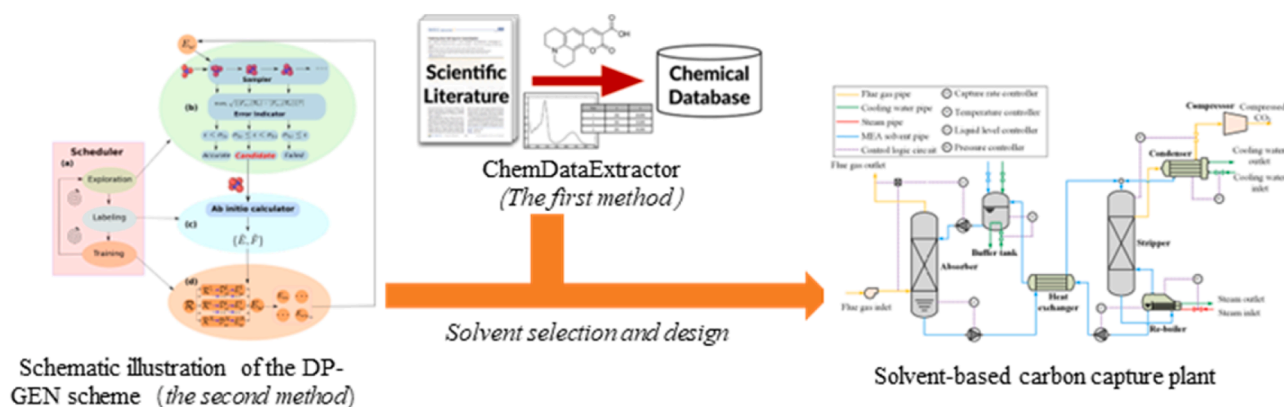 Sampler
(b)
Error indicator
Accurate
Candidate
Failed
Scheduler
(a)
Exploration
Labeling
Training
Ab initio calculator
(c)
(d)
Schematic illustration of the DP-
GEN scheme (the second method)
Scientific
Literature
OH
Chemical
Database
ChemDataExtractor
(The first method)
Solvent selection and design
Flue gas pipe
Cooling water pipe
Steam pipe
MEA solvent pipe
Control logic circuit
Capture rate controller
Temperature controller
Liquid level controller
Pressure controller
Compressor
Compressed
CO2
Condenser
Cooling water
outlet
Cooling water
inlet
Flue gas outlet
Buffer tank
Absorber
Stripper
Heat
exchanger
Flue gas inlet
Steam outlet
Steam inlet
Re-boiler
Solvent-based carbon capture plant